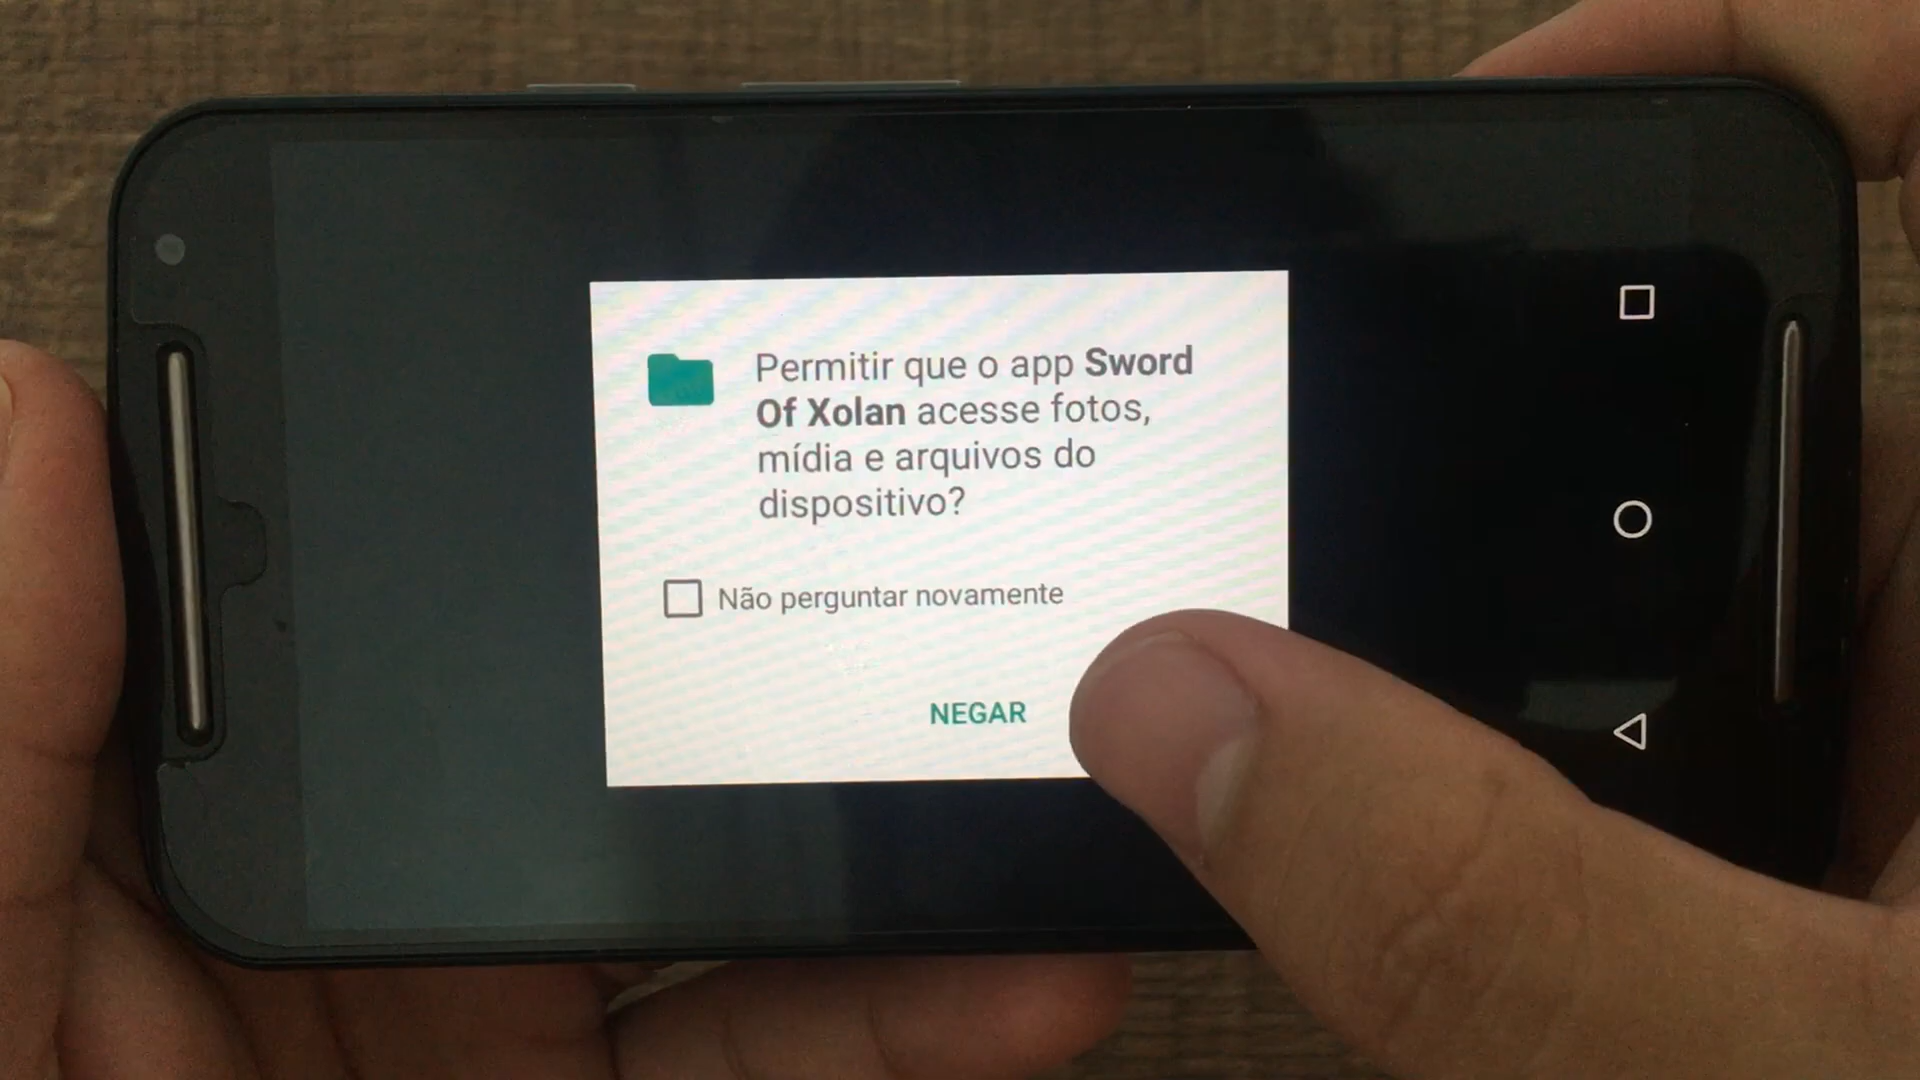 Permitir que o app Sword
Of Xolan acesse fotos,
mídia e arquivos do
dispositivo?
Não perguntar novamente
NEGAR